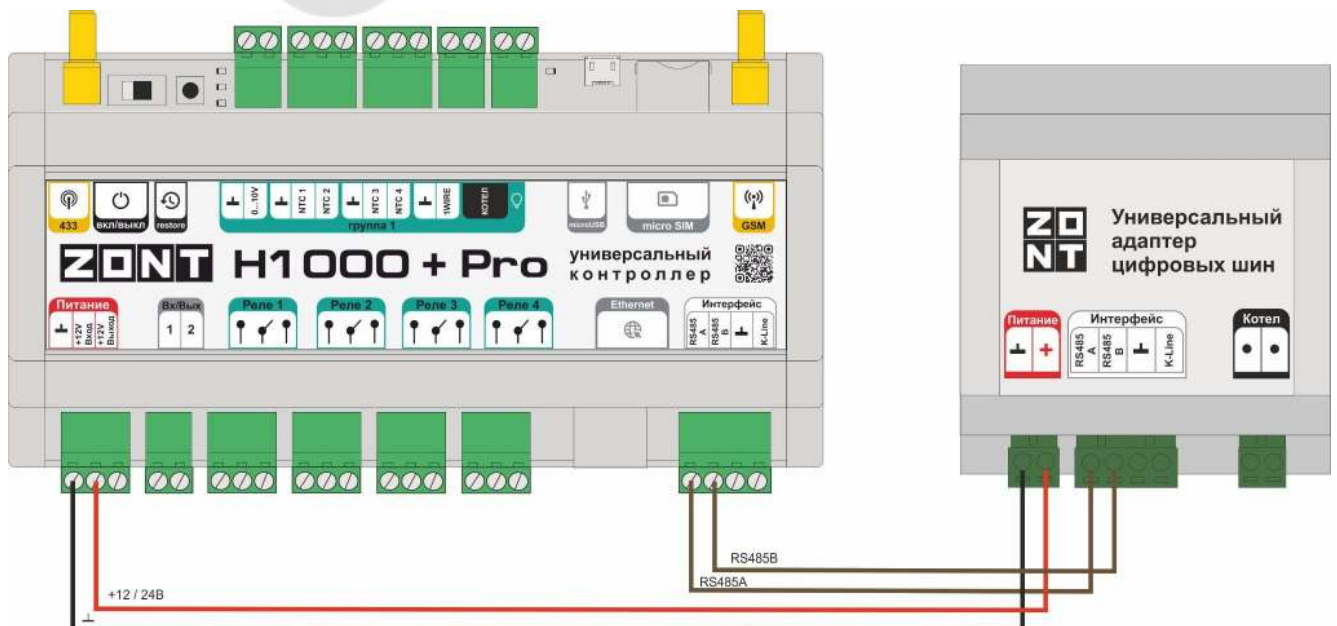 433
вкл/выкл
restore
0...10V
NTC 1
NTC 2
NTC 3
NTC 4
1WIRE
КОТЕЛ
группа 1
microUSB
micro SIM
GSM
ZONT H1000 + Pro
универсальный
контроллер
Питание
+12V
Вход
+12V
Выход
Вх/Вых
1 2
Реле 1
Реле 2
Реле 3
Реле 4
Ethernet
Интерфейс
RS485
A
RS485
B
K-Line
ZONT
Универсальный
адаптер
цифровых шин
Питание
+
Интерфейс
RS485
A
RS485
B
K-Line
Котел
RS485B
RS485A
+12 / 24В